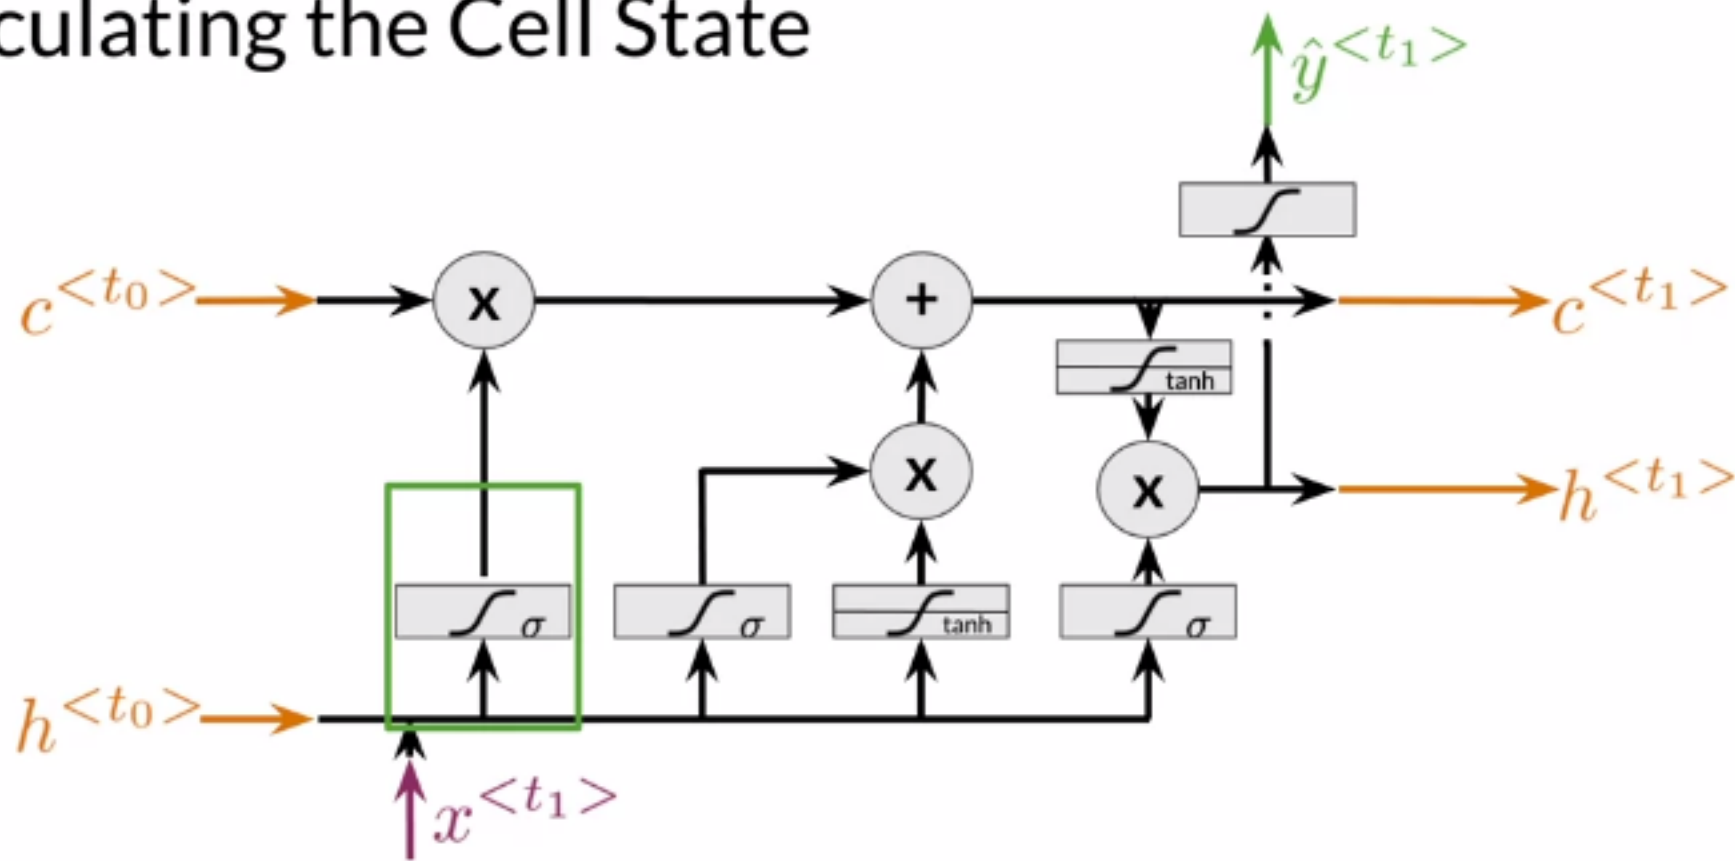 culating the Cell State
ŷ<t₁>
c<t₀>
x
+
c<t₁>
tanh
x
x
h<t₁>
σ
σ
tanh
σ
h<t₀>
x<t₁>